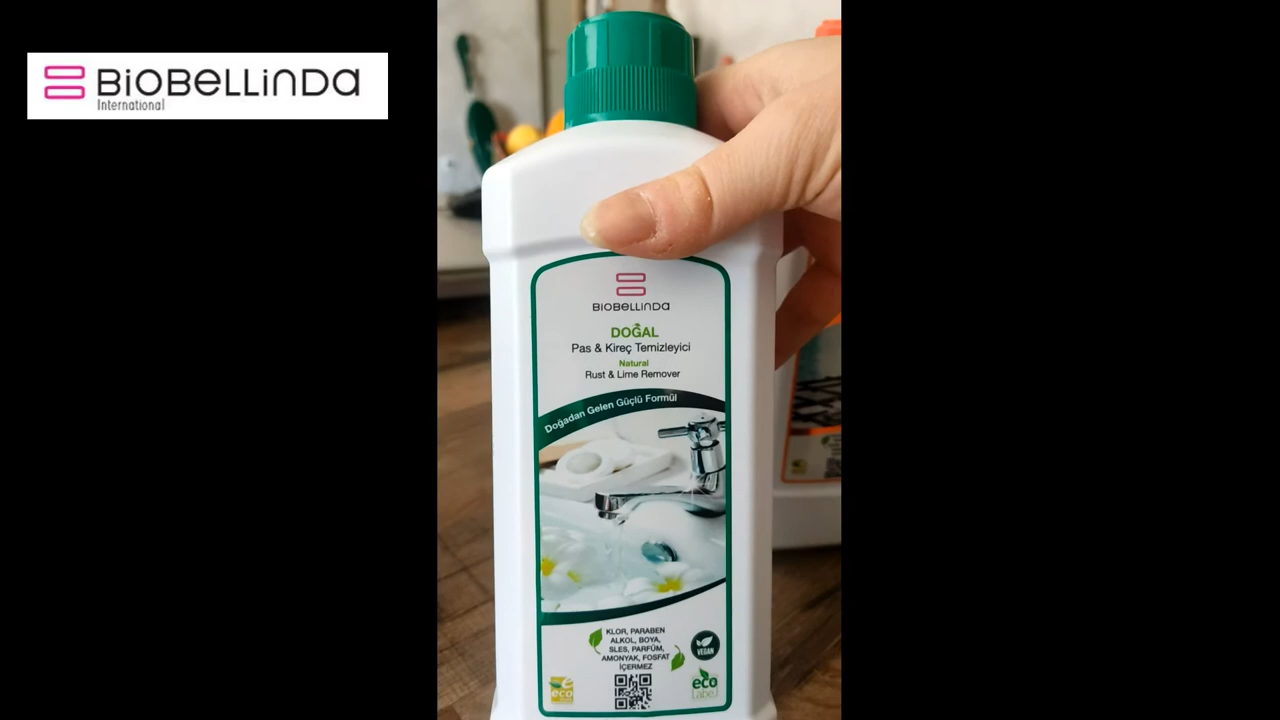 BIOBELLINDA
International
BIOBELLINDA
DOĞAL
Pas & Kireç Temizleyici
Natural
Rust & Lime Remover
Doğadan Gelen Güçlü Formül
KLOR, PARABEN
ALKOL, BOYA,
SLES, PARFÜM,
AMONYAK, FOSFAT
İÇERMEZ
VEGAN
eco
eco
Label